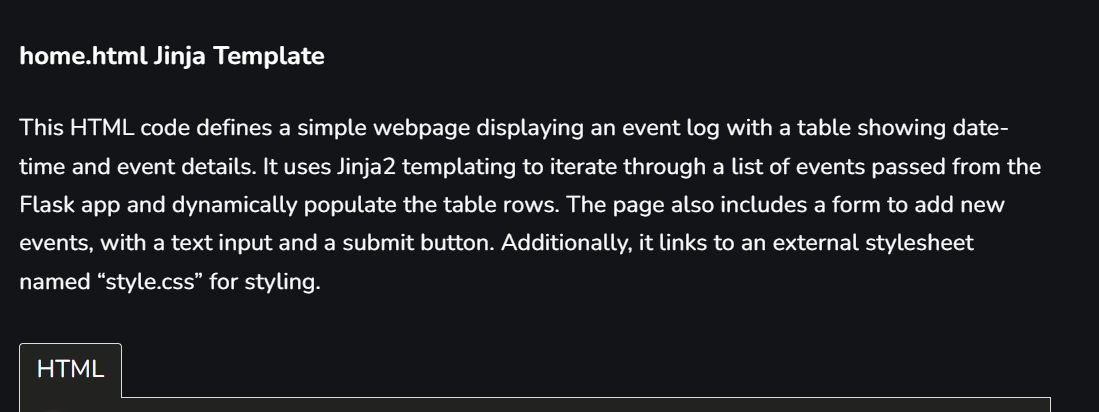 home.html Jinja Template
This HTML code defines a simple webpage displaying an event log with a table showing date-
time and event details. It uses Jinja2 templating to iterate through a list of events passed from the
Flask app and dynamically populate the table rows. The page also includes a form to add new
events, with a text input and a submit button. Additionally, it links to an external stylesheet
named “style.css” for styling.
HTML